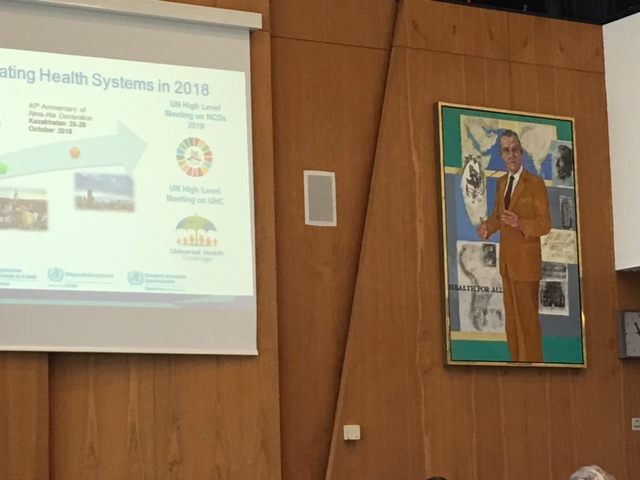 ating Health Systems in 2018
40th Anniversary of
Alma-Ata Declaration
Kazakhstan 25-26
October 2018
UN High Level
Meeting on NCDs
2018
UN High Level
Meeting on UHC
Universal Health
Coverage
HEALTH FOR ALL